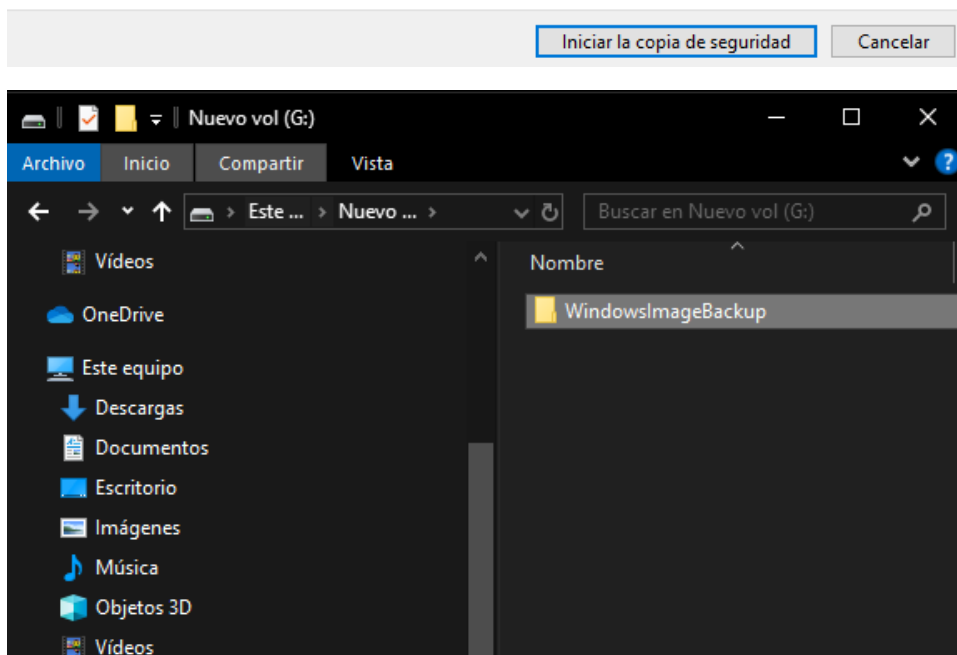 Iniciar la copia de seguridad Cancelar
Nuevo vol (G:)
Archivo Inicio Compartir Vista
Este ... Nuevo ... Buscar en Nuevo vol (G:)
Vídeos
OneDrive
Este equipo
Descargas
Documentos
Escritorio
Imágenes
Música
Objetos 3D
Vídeos
Nombre
WindowsImageBackup